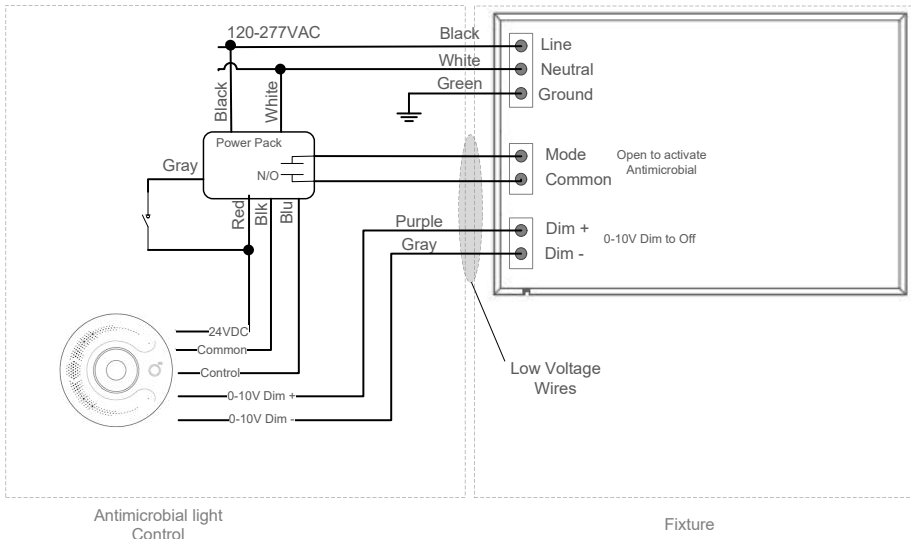 120-277VAC
Black
White
Green
Line
Neutral
Ground
Black
White
Power Pack
Gray
N/O
Mode
Common
Open to activate
Antimicrobial
Red
Blk
Blu
Purple
Gray
Dim +
Dim -
0-10V Dim to Off
24VDC
Common
Control
0-10V Dim +
0-10V Dim -
Low Voltage
Wires
Antimicrobial light
Control
Fixture